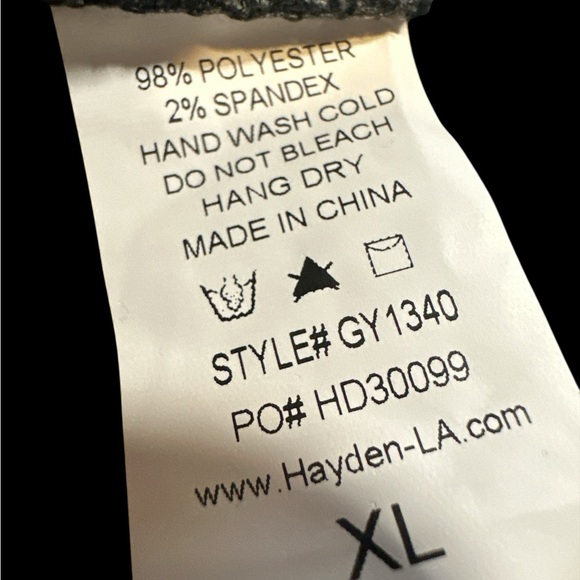 98% POLYESTER
2% SPANDEX
HAND WASH COLD
DO NOT BLEACH
HANG DRY
MADE IN CHINA
STYLE# GY1340
PO# HD30099
www.Hayden-LA.com
XL